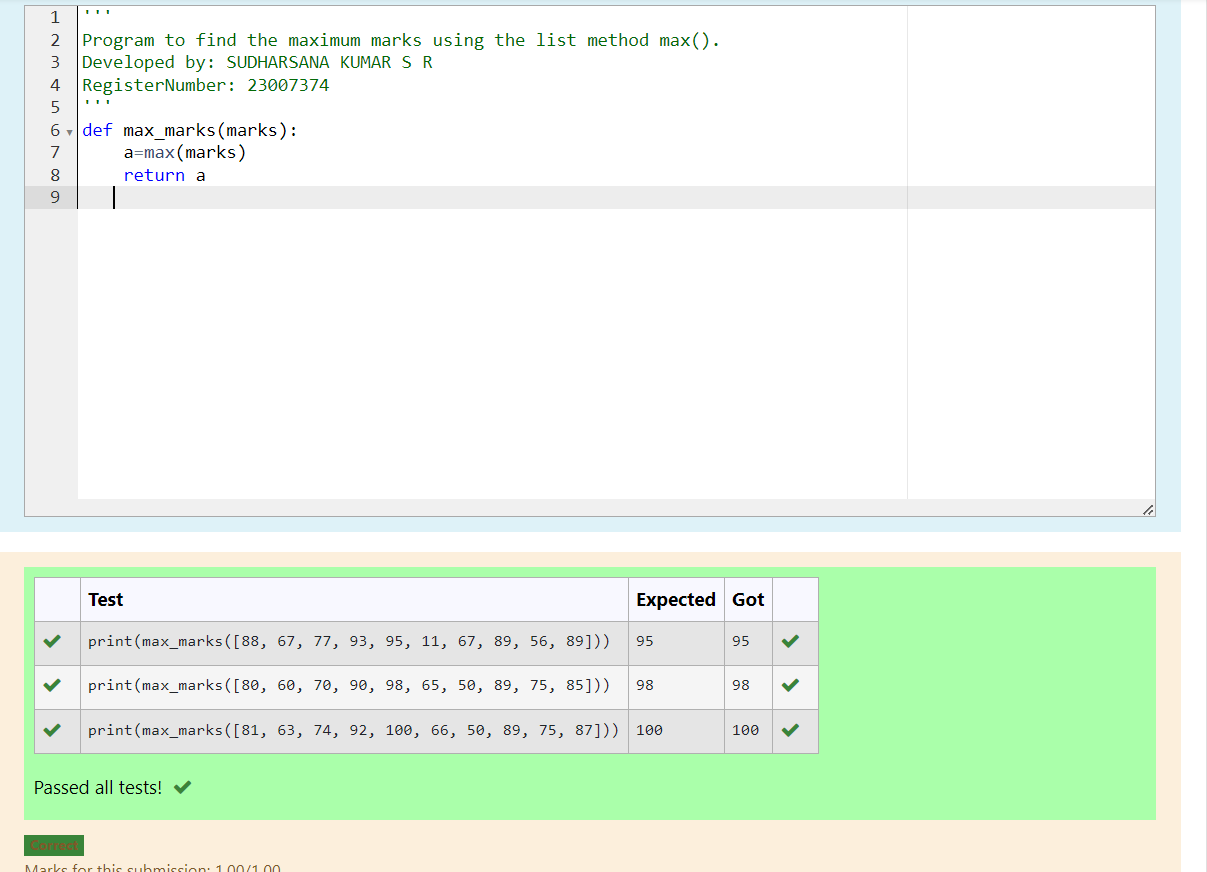 1 '''
2 Program to find the maximum marks using the list method max().
3 Developed by: SUDHARSANA KUMAR S R
4 RegisterNumber: 23007374
5 '''
6 def max_marks(marks):
7     a=max(marks)
8     return a
9
Test Expected Got
print(max_marks([88, 67, 77, 93, 95, 11, 67, 89, 56, 89])) 95 95
print(max_marks([80, 60, 70, 90, 98, 65, 50, 89, 75, 85])) 98 98
print(max_marks([81, 63, 74, 92, 100, 66, 50, 89, 75, 87])) 100 100
Passed all tests!
Correct
Marks for this submission: 1.00/1.00